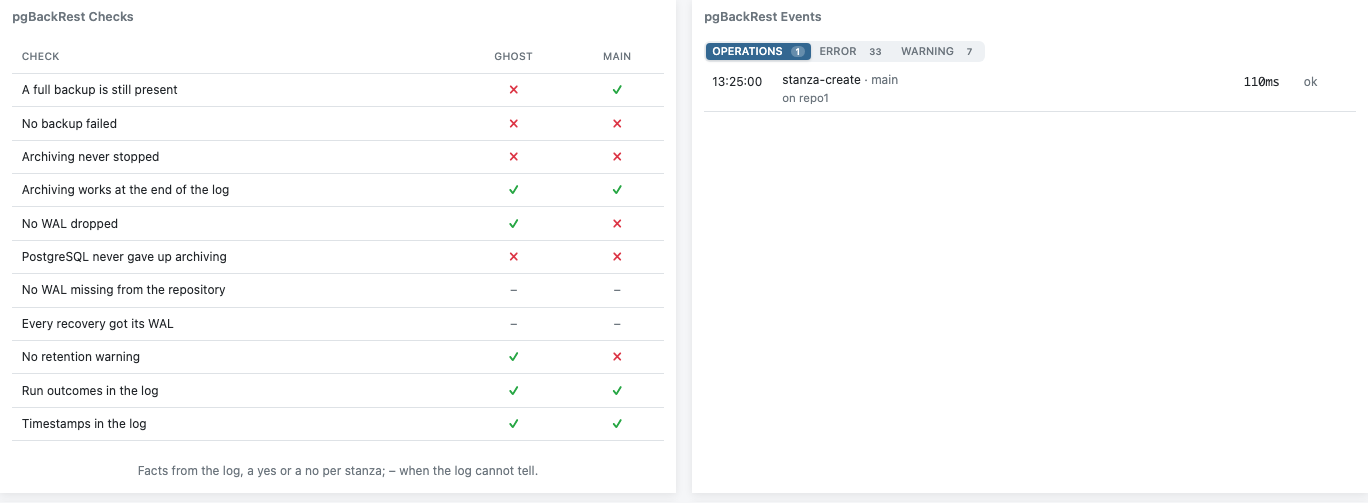 pgBackRest Checks
CHECK GHOST MAIN
A full backup is still present ✕ ✓
No backup failed ✕ ✕
Archiving never stopped ✕ ✕
Archiving works at the end of the log ✓ ✓
No WAL dropped ✓ ✕
PostgreSQL never gave up archiving ✕ ✕
No WAL missing from the repository – –
Every recovery got its WAL – –
No retention warning ✓ ✕
Run outcomes in the log ✓ ✓
Timestamps in the log ✓ ✓
Facts from the log, a yes or a no per stanza; – when the log cannot tell.
pgBackRest Events
OPERATIONS 1 ERROR 33 WARNING 7
13:25:00 stanza-create · main 110ms ok
on repo1